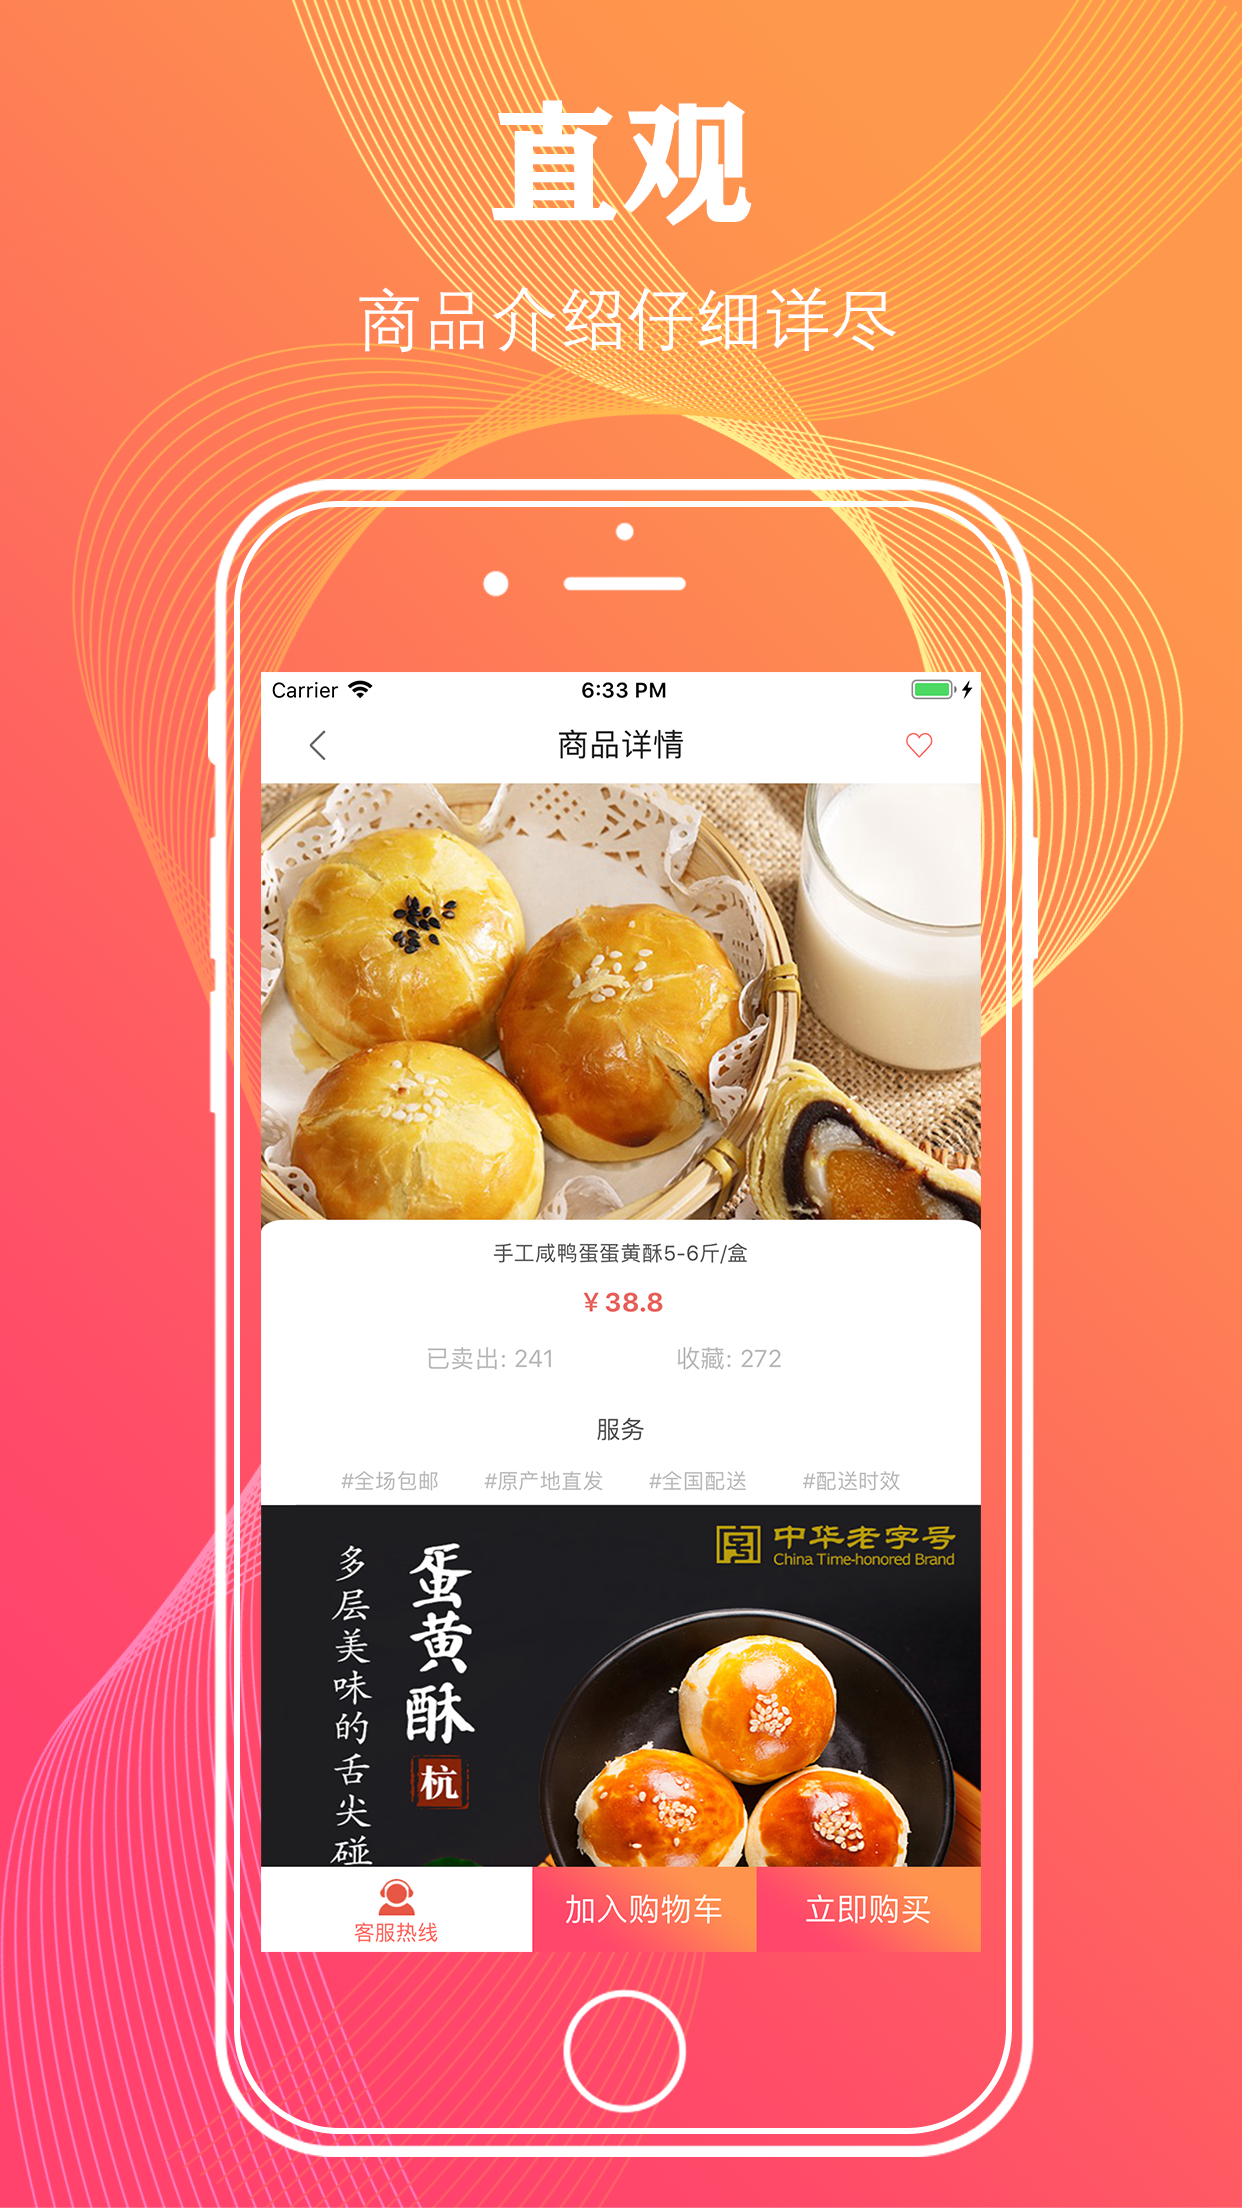 直观
商品介绍仔细详尽
Carrier 6:33 PM
商品详情
手工咸鸭蛋蛋黄酥5-6斤/盒
¥ 38.8
已卖出: 241 收藏: 272
服务
#全场包邮 #原产地直发 #全国配送 #配送时效
中华老字号
China Time-honored Brand
蛋黄酥
杭
多层美味的舌尖碰
客服热线
加入购物车
立即购买